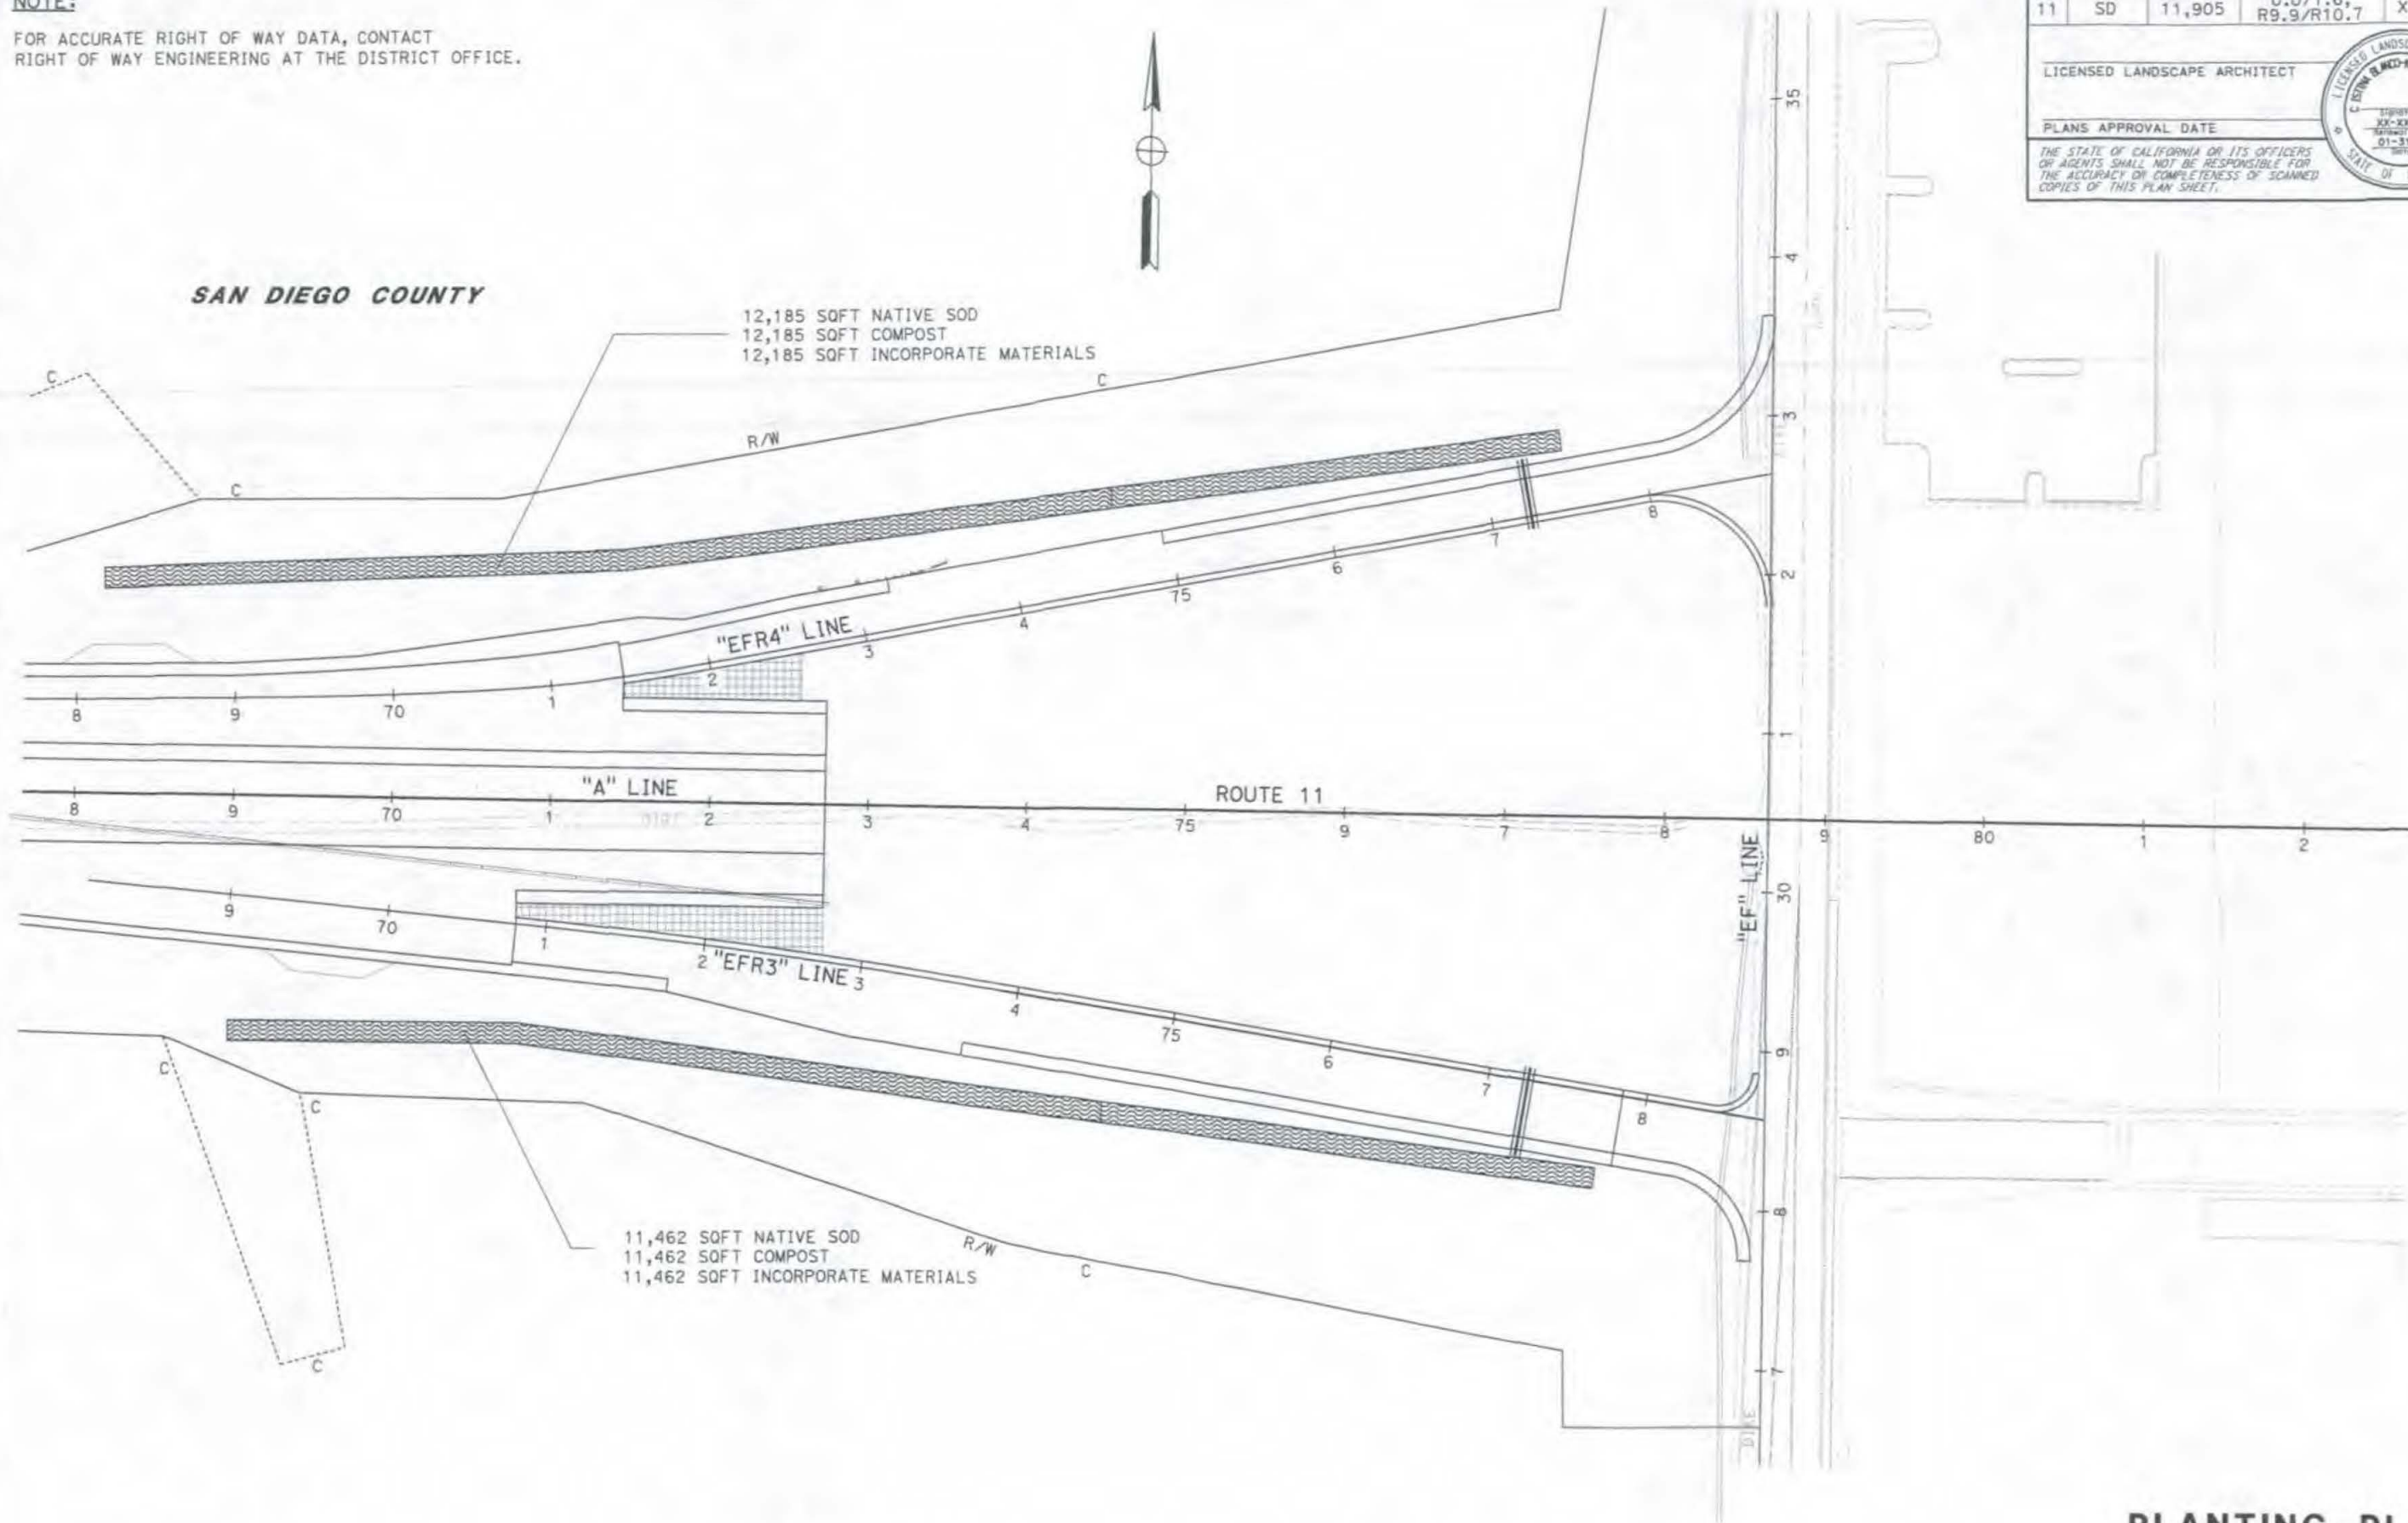 NOTE:
FOR ACCURATE RIGHT OF WAY DATA, CONTACT
RIGHT OF WAY ENGINEERING AT THE DISTRICT OFFICE.
11 SD 11,905 R9.9/R10.7 X
LICENSED LANDSCAPE ARCHITECT
PLANS APPROVAL DATE
THE STATE OF CALIFORNIA OR ITS OFFICERS
OR AGENTS SHALL NOT BE RESPONSIBLE FOR
THE ACCURACY OR COMPLETENESS OF SCANNED
COPIES OF THIS PLAN SHEET.
LICENSED
STATE OF
SAN DIEGO COUNTY
12,185 SQFT NATIVE SOD
12,185 SQFT COMPOST
12,185 SQFT INCORPORATE MATERIALS
C
C
R/W
C
35
4
3
2
1
30
9
8
7
"EFR4" LINE
8 9 70 1 2 3 4 75 6 7 8
"A" LINE
ROUTE 11
8 9 70 1 2 3 4 75 9 7 8 9 80 1 2
"EF" LINE
"EFR3" LINE
9 70 1 2 3 4 75 6 7 8
C
C
C
11,462 SQFT NATIVE SOD
11,462 SQFT COMPOST
11,462 SQFT INCORPORATE MATERIALS
R/W
C
DIKE
PLANTING